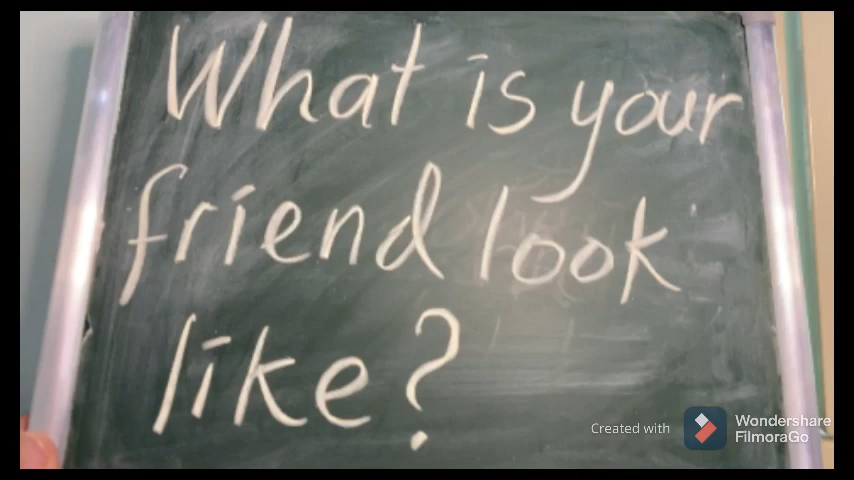 What is your
friend look
like?
Created with
Wondershare
FilmoraGo